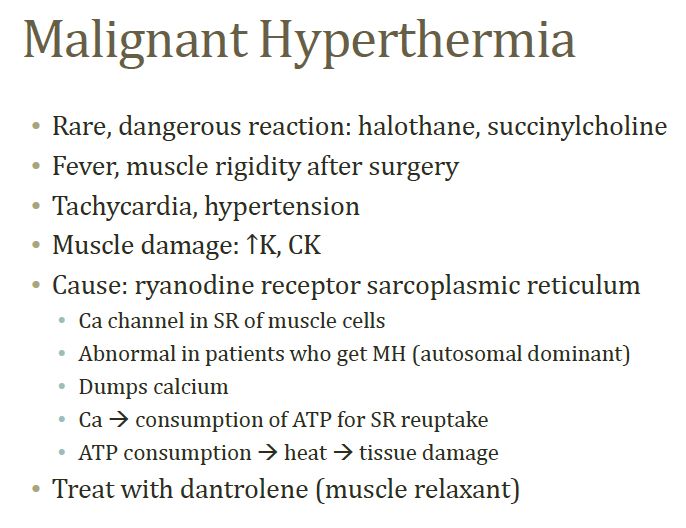 Malignant Hyperthermia
• Rare, dangerous reaction: halothane, succinylcholine
• Fever, muscle rigidity after surgery
• Tachycardia, hypertension
• Muscle damage: ↑K, CK
• Cause: ryanodine receptor sarcoplasmic reticulum
• Ca channel in SR of muscle cells
• Abnormal in patients who get MH (autosomal dominant)
• Dumps calcium
• Ca → consumption of ATP for SR reuptake
• ATP consumption → heat → tissue damage
• Treat with dantrolene (muscle relaxant)